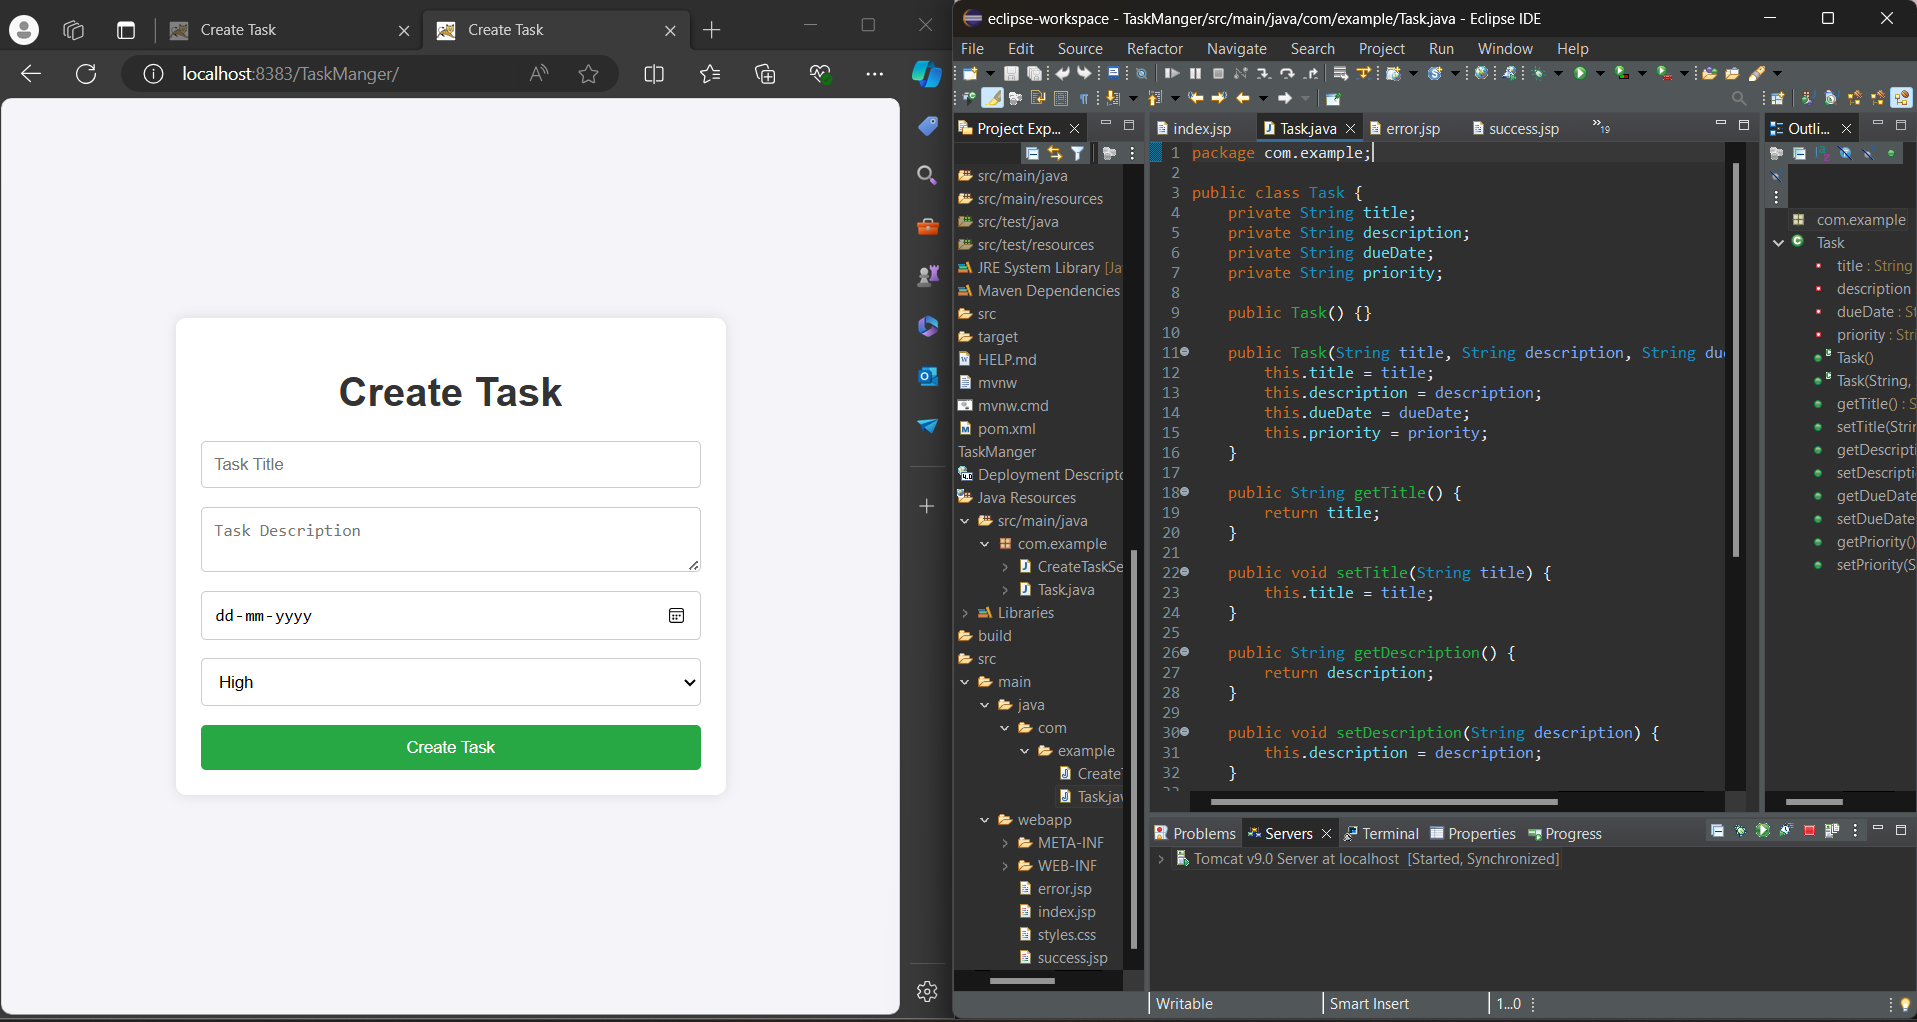 Create Task
Create Task
localhost:8383/TaskManger/
Create Task
Task Title
Task Description
dd-mm-yyyy
High
Create Task
eclipse-workspace - TaskManger/src/main/java/com/example/Task.java - Eclipse IDE
File Edit Source Refactor Navigate Search Project Run Window Help
Project Exp...
src/main/java
src/main/resources
src/test/java
src/test/resources
JRE System Library [Ja
Maven Dependencies
src
target
HELP.md
mvnw
mvnw.cmd
pom.xml
TaskManger
Deployment Descripto
Java Resources
src/main/java
com.example
CreateTaskSe
Task.java
Libraries
build
src
main
java
com
example
Create
Task.jav
webapp
META-INF
WEB-INF
error.jsp
index.jsp
styles.css
success.jsp
index.jsp Task.java error.jsp success.jsp »19
1 package com.example;
2
3 public class Task {
4 private String title;
5 private String description;
6 private String dueDate;
7 private String priority;
8
9 public Task() {}
10
11 public Task(String title, String description, String du
12 this.title = title;
13 this.description = description;
14 this.dueDate = dueDate;
15 this.priority = priority;
16 }
17
18 public String getTitle() {
19 return title;
20 }
21
22 public void setTitle(String title) {
23 this.title = title;
24 }
25
26 public String getDescription() {
27 return description;
28 }
29
30 public void setDescription(String description) {
31 this.description = description;
32 }
Outli...
com.example
Task
title : String
description
dueDate : St
priority : Stri
Task()
Task(String,
getTitle() : S
setTitle(Strin
getDescripti
setDescripti
getDueDate
setDueDate
getPriority()
setPriority(S
Problems Servers Terminal Properties Progress
Tomcat v9.0 Server at localhost [Started, Synchronized]
Writable Smart Insert 1...0